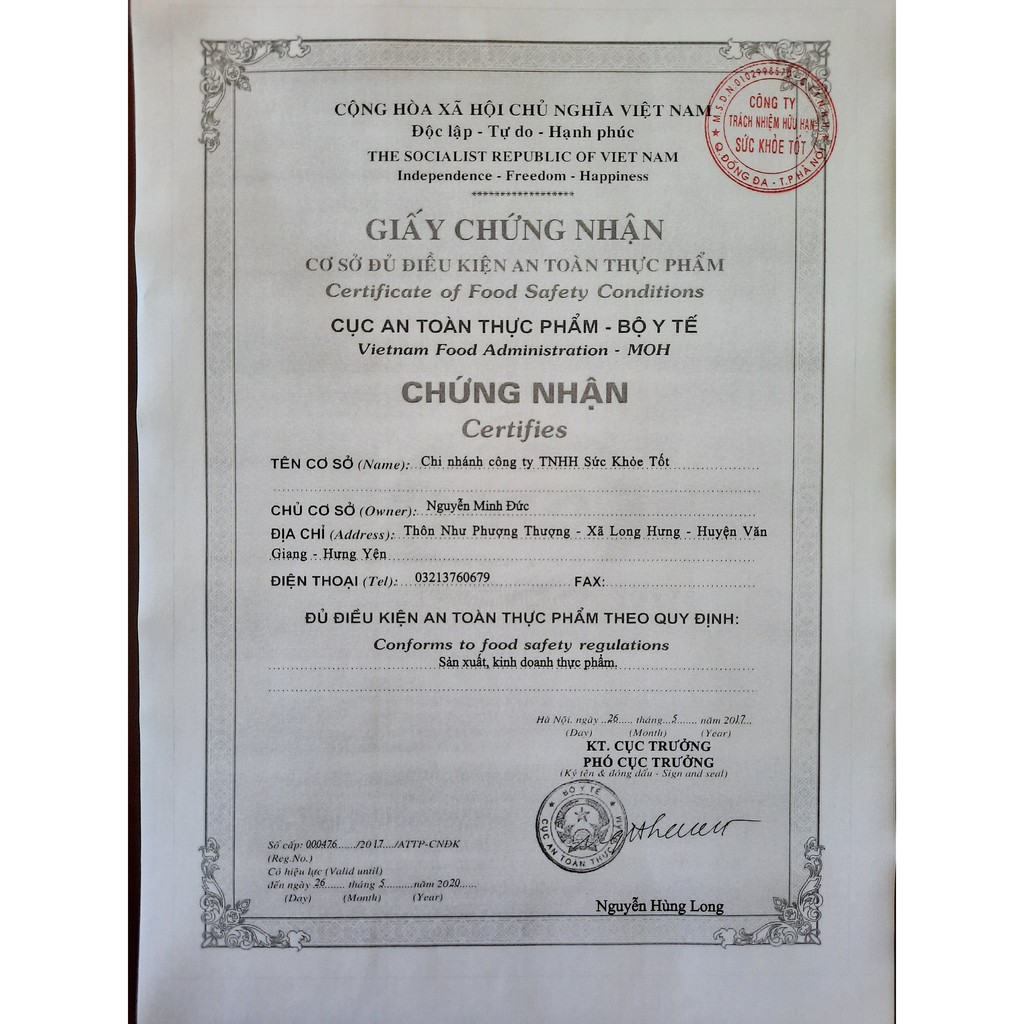 CỘNG HÒA XÃ HỘI CHỦ NGHĨA VIỆT NAM
Độc lập - Tự do - Hạnh phúc
THE SOCIALIST REPUBLIC OF VIET NAM
Independence - Freedom - Happiness
*******************
CÔNG TY
TRÁCH NHIỆM HỮU HẠN
SỨC KHỎE TỐT
Q. ĐỐNG ĐA - T.P HÀ NỘI
GIẤY CHỨNG NHẬN
CƠ SỞ ĐỦ ĐIỀU KIỆN AN TOÀN THỰC PHẨM
Certificate of Food Safety Conditions
CỤC AN TOÀN THỰC PHẨM - BỘ Y TẾ
Vietnam Food Administration - MOH
CHỨNG NHẬN
Certifies
TÊN CƠ SỞ (Name): Chi nhánh công ty TNHH Sức Khỏe Tốt
CHỦ CƠ SỞ (Owner): Nguyễn Minh Đức
ĐỊA CHỈ (Address): Thôn Như Phượng Thượng - Xã Long Hưng - Huyện Văn
Giang - Hưng Yên
ĐIỆN THOẠI (Tel): 03213760679 FAX:
ĐỦ ĐIỀU KIỆN AN TOÀN THỰC PHẨM THEO QUY ĐỊNH:
Conforms to food safety regulations
Sản xuất, kinh doanh thực phẩm.
Hà Nội, ngày 26 tháng 5 năm 2017
(Day) (Month) (Year)
KT. CỤC TRƯỞNG
PHÓ CỤC TRƯỞNG
(Ký tên & đóng dấu - Sign and seal)
BỘ Y TẾ
CỤC AN TOÀN THỰC
Số cấp: 000476/2017/ATTP-CNĐK
(Reg.No.)
Có hiệu lực (Valid until)
đến ngày 26 tháng 5 năm 2020
(Day) (Month) (Year)
Nguyễn Hùng Long